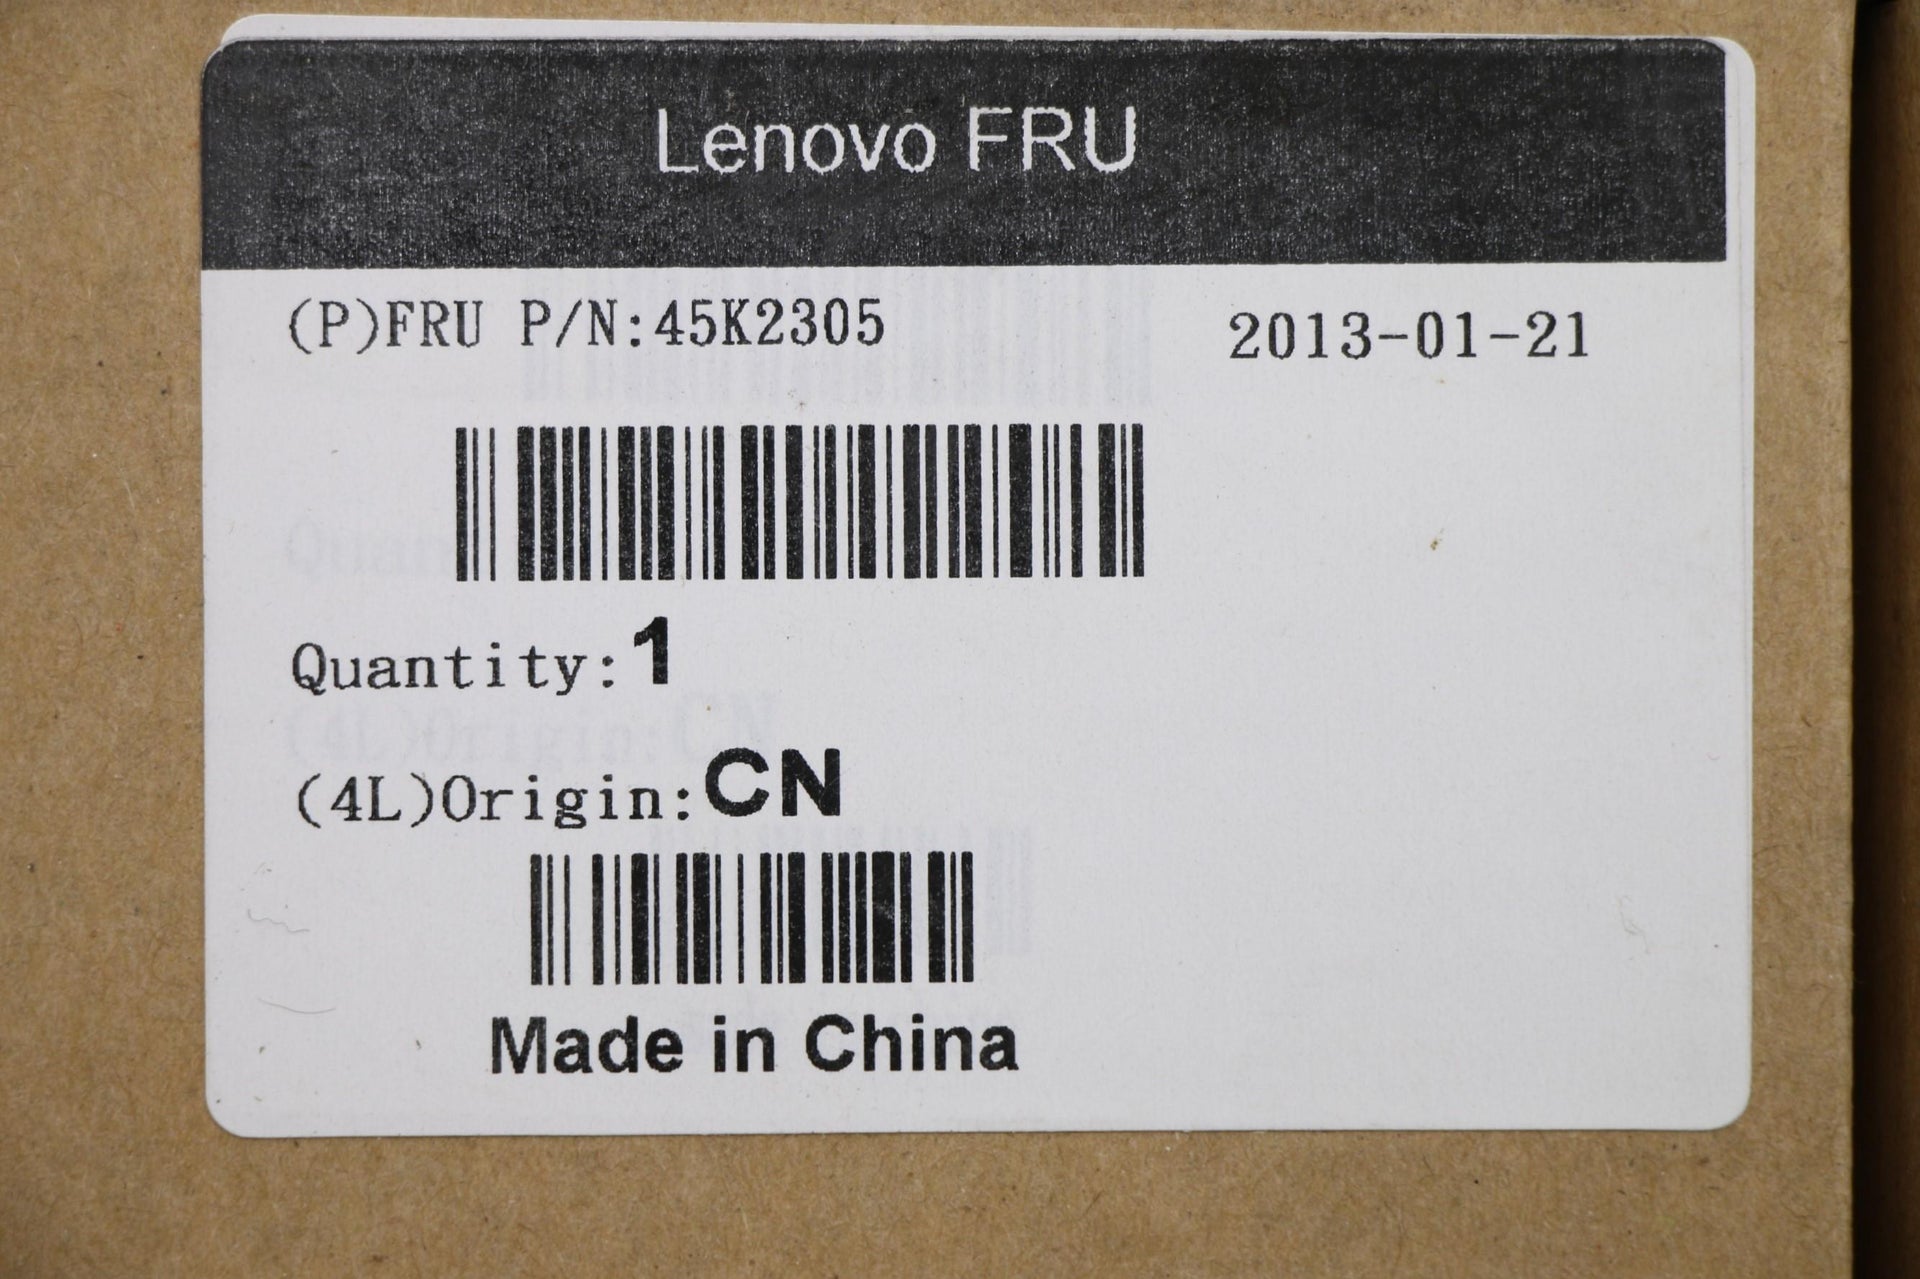 Lenovo FRU
(P)FRU P/N:45K2305 2013-01-21
Quantity:1
(4L)Origin:CN
Made in China